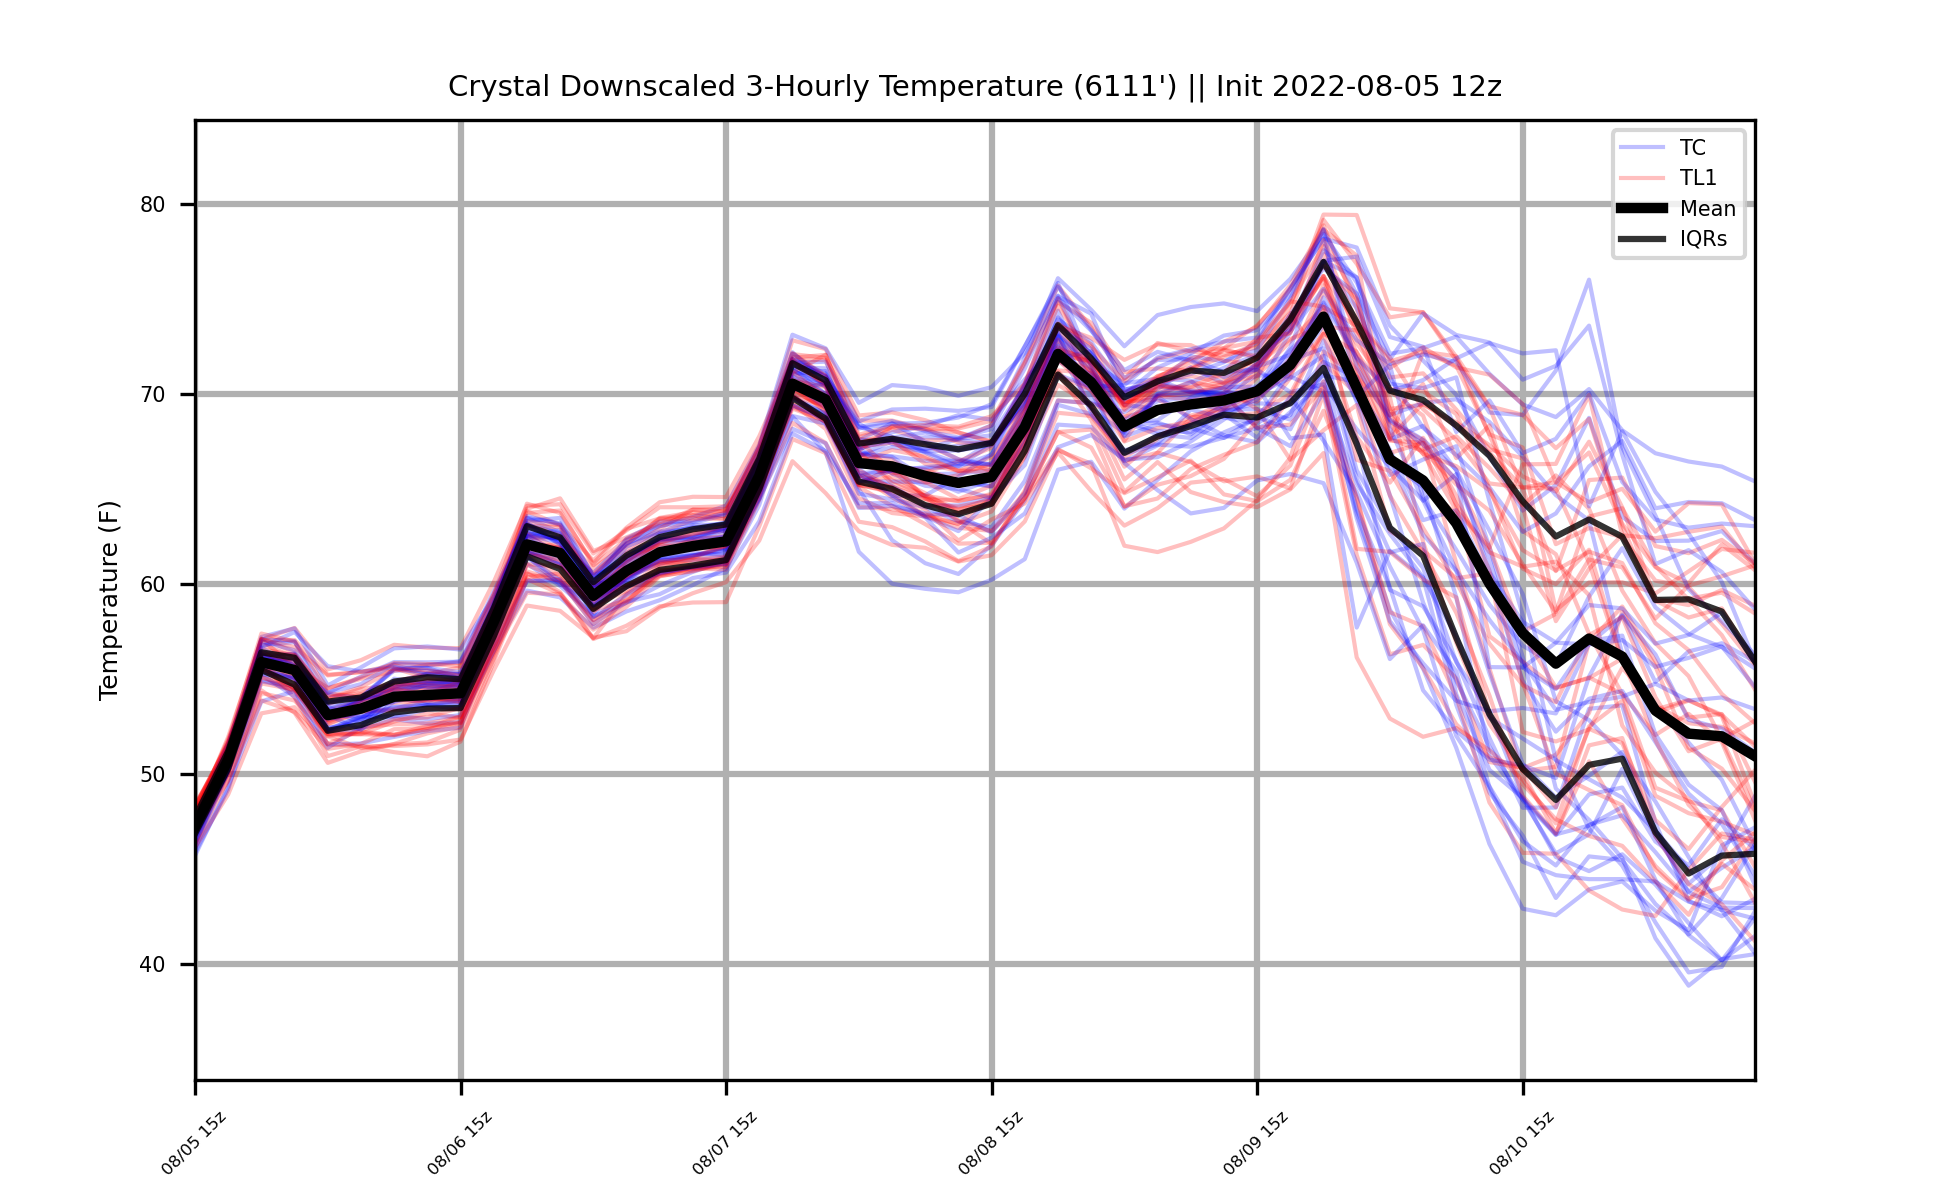 Crystal Downscaled 3-Hourly Temperature (6111') || Init 2022-08-05 12z
TC
TL1
Mean
IQRs
Temperature (F)
80
70
60
50
40
08/05 15z
08/06 15z
08/07 15z
08/08 15z
08/09 15z
08/10 15z